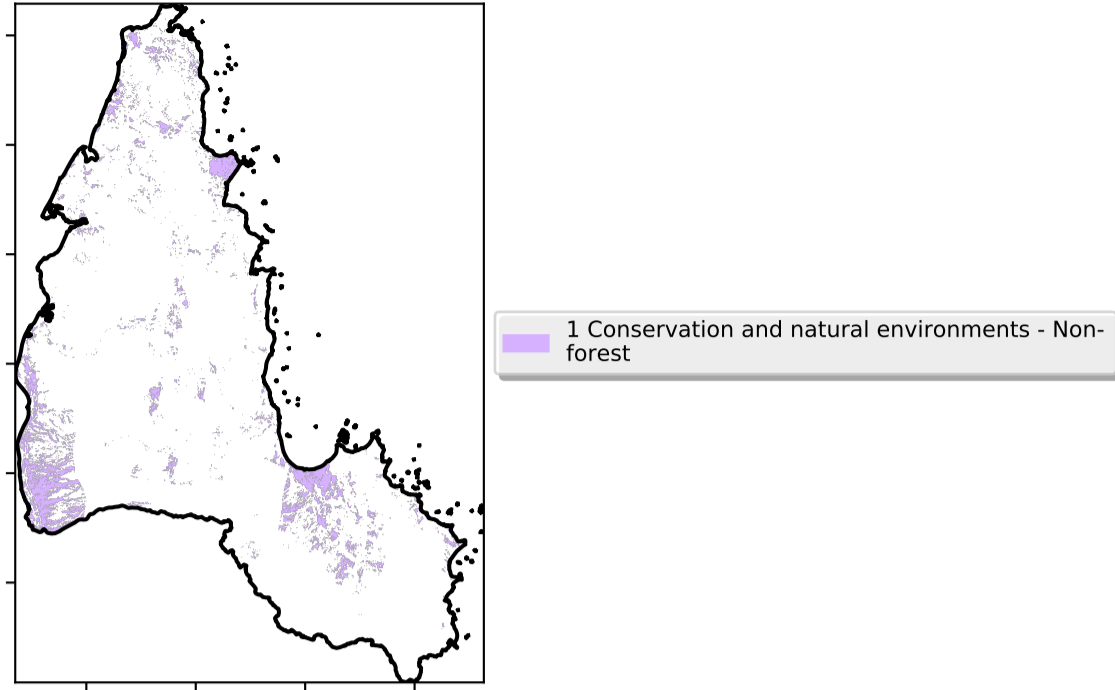 1 Conservation and natural environments - Non-
forest